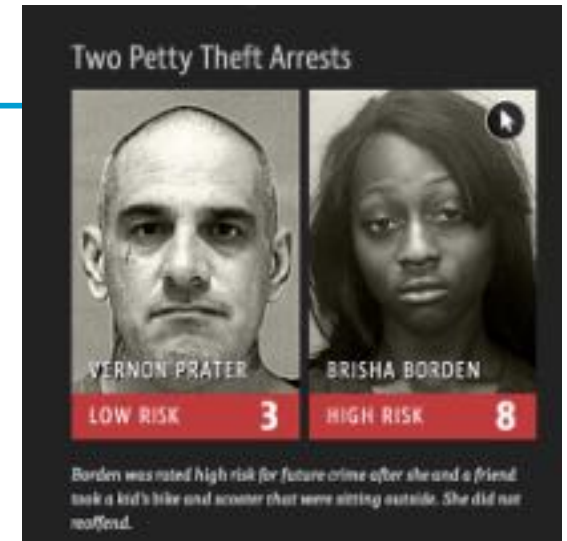 Two Petty Theft Arrests
VERNON PRATER
BRISHA BORDEN
LOW RISK 3
HIGH RISK 8
Borden was rated high risk for future crime after she and a friend
took a kid's bike and scooter that were sitting outside. She did not
reoffend.